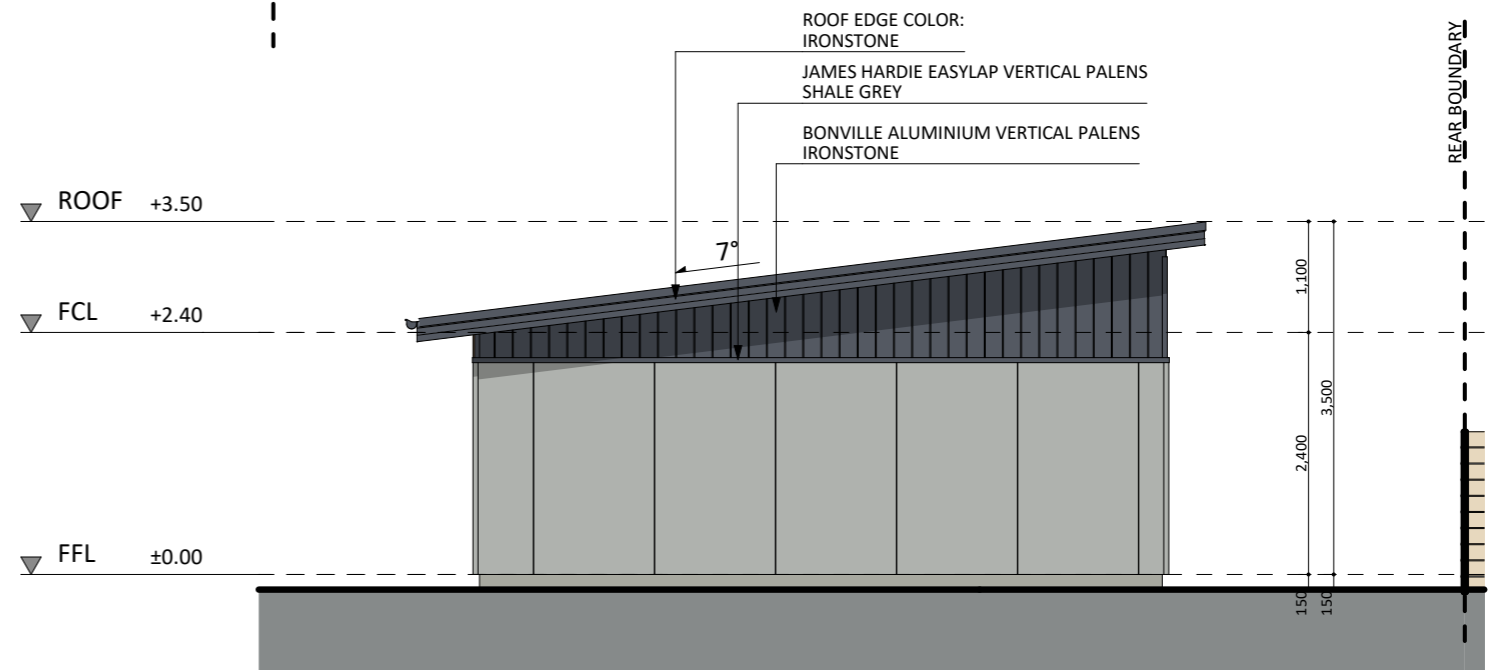 ROOF EDGE COLOR:
IRONSTONE
JAMES HARDIE EASYLAP VERTICAL PALENS
SHALE GREY
BONVILLE ALUMINIUM VERTICAL PALENS
IRONSTONE
REAR BOUNDARY
ROOF +3.50
7°
1,100
FCL +2.40
3,500
2,400
FFL ±0.00
150
150